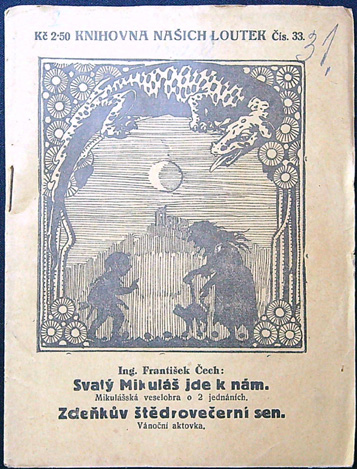 Kč 2·50 KNIHOVNA NAŠICH LOUTEK Čís. 33.
31.
Ing. František Čech:
Svatý Mikuláš jde k nám.
Mikulášská veselohra o 2 jednáních.
Zdeňkův štědrovečerní sen.
Vánoční aktovka.